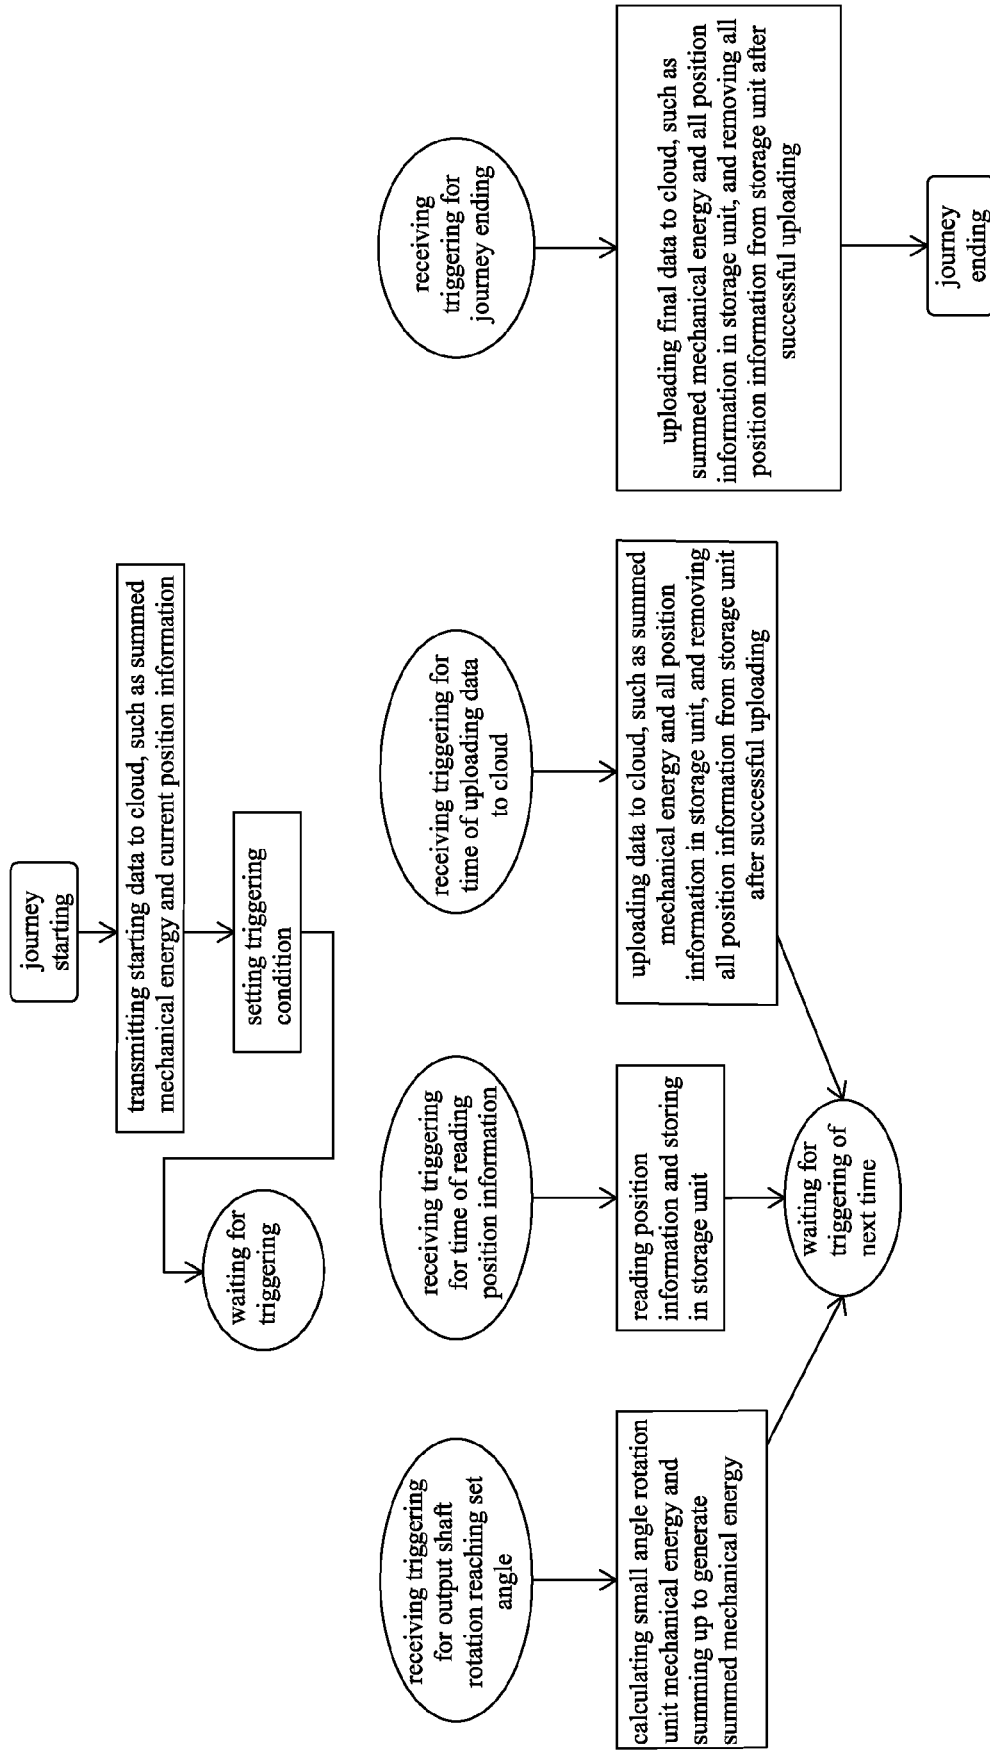 journey
starting
transmitting starting data to cloud, such as summed
mechanical energy and current position information
setting triggering
condition
waiting for
triggering
receiving triggering
for output shaft
rotation reaching set
angle
calculating small angle rotation
unit mechanical energy and
summing up to generate
summed mechanical energy
receiving triggering
for time of reading
position information
reading position
information and storing
in storage unit
receiving triggering for
time of uploading data
to cloud
uploading data to cloud, such as summed
mechanical energy and all position
information in storage unit, and removing
all position information from storage unit
after successful uploading
waiting for
triggering of
next time
receiving
triggering for
journey ending
uploading final data to cloud, such as
summed mechanical energy and all position
information in storage unit, and removing all
position information from storage unit after
successful uploading
journey
ending